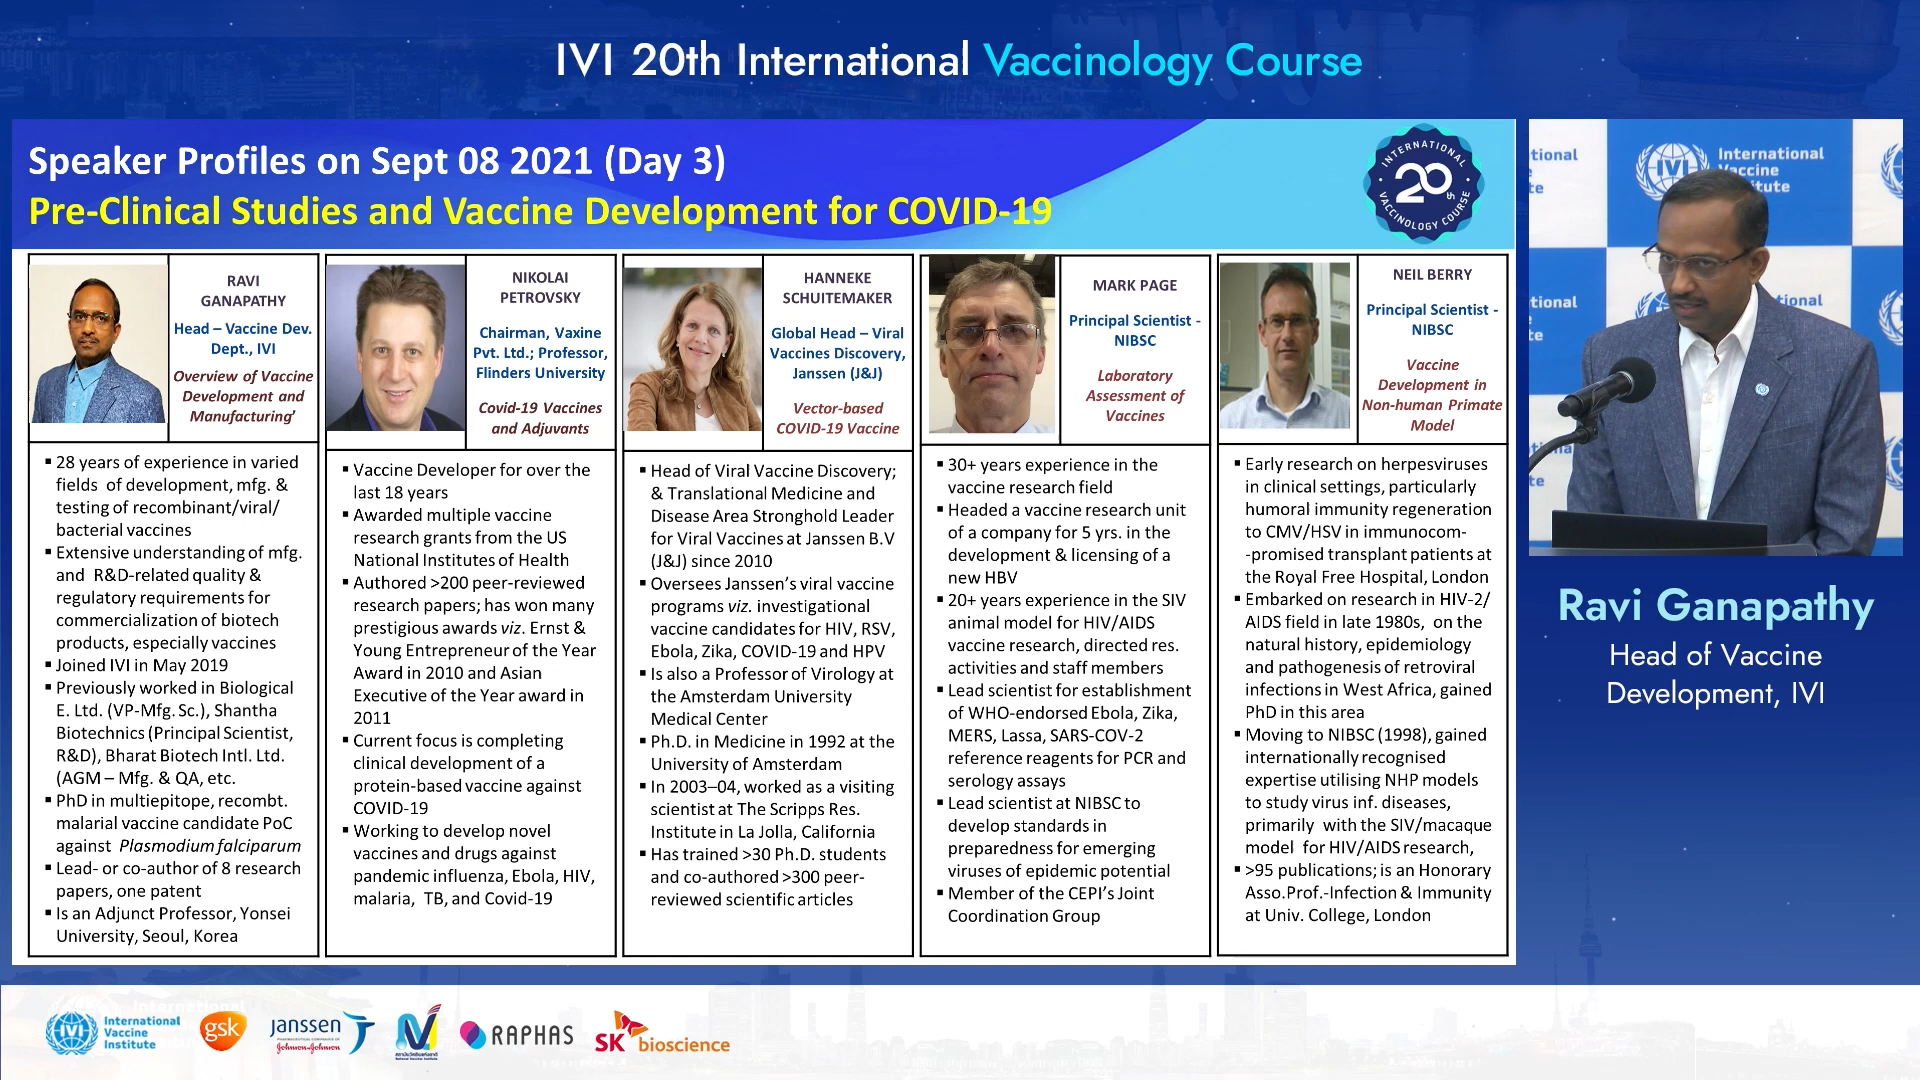 IVI 20th International Vaccinology Course
Speaker Profiles on Sept 08 2021 (Day 3)
Pre-Clinical Studies and Vaccine Development for COVID-19
INTERNATIONAL
20
th
VACCINOLOGY COURSE
RAVI
GANAPATHY
Head – Vaccine Dev.
Dept., IVI
Overview of Vaccine
Development and
Manufacturing'
▪ 28 years of experience in varied
fields of development, mfg. &
testing of recombinant/viral/
bacterial vaccines
▪ Extensive understanding of mfg.
and R&D-related quality &
regulatory requirements for
commercialization of biotech
products, especially vaccines
▪ Joined IVI in May 2019
▪ Previously worked in Biological
E. Ltd. (VP-Mfg. Sc.), Shantha
Biotechnics (Principal Scientist,
R&D), Bharat Biotech Intl. Ltd.
(AGM – Mfg. & QA, etc.
▪ PhD in multiepitope, recombt.
malarial vaccine candidate PoC
against Plasmodium falciparum
▪ Lead- or co-author of 8 research
papers, one patent
▪ Is an Adjunct Professor, Yonsei
University, Seoul, Korea
NIKOLAI
PETROVSKY
Chairman, Vaxine
Pvt. Ltd.; Professor,
Flinders University
Covid-19 Vaccines
and Adjuvants
▪ Vaccine Developer for over the
last 18 years
▪ Awarded multiple vaccine
research grants from the US
National Institutes of Health
▪ Authored >200 peer-reviewed
research papers; has won many
prestigious awards viz. Ernst &
Young Entrepreneur of the Year
Award in 2010 and Asian
Executive of the Year award in
2011
▪ Current focus is completing
clinical development of a
protein-based vaccine against
COVID-19
▪ Working to develop novel
vaccines and drugs against
pandemic influenza, Ebola, HIV,
malaria, TB, and Covid-19
HANNEKE
SCHUITEMAKER
Global Head – Viral
Vaccines Discovery,
Janssen (J&J)
Vector-based
COVID-19 Vaccine
▪ Head of Viral Vaccine Discovery;
& Translational Medicine and
Disease Area Stronghold Leader
for Viral Vaccines at Janssen B.V
(J&J) since 2010
▪ Oversees Janssen's viral vaccine
programs viz. investigational
vaccine candidates for HIV, RSV,
Ebola, Zika, COVID-19 and HPV
▪ Is also a Professor of Virology at
the Amsterdam University
Medical Center
▪ Ph.D. in Medicine in 1992 at the
University of Amsterdam
▪ In 2003–04, worked as a visiting
scientist at The Scripps Res.
Institute in La Jolla, California
▪ Has trained >30 Ph.D. students
and co-authored >300 peer-
reviewed scientific articles
MARK PAGE
Principal Scientist -
NIBSC
Laboratory
Assessment of
Vaccines
▪ 30+ years experience in the
vaccine research field
▪ Headed a vaccine research unit
of a company for 5 yrs. in the
development & licensing of a
new HBV
▪ 20+ years experience in the SIV
animal model for HIV/AIDS
vaccine research, directed res.
activities and staff members
▪ Lead scientist for establishment
of WHO-endorsed Ebola, Zika,
MERS, Lassa, SARS-COV-2
reference reagents for PCR and
serology assays
▪ Lead scientist at NIBSC to
develop standards in
preparedness for emerging
viruses of epidemic potential
▪ Member of the CEPI's Joint
Coordination Group
NEIL BERRY
Principal Scientist -
NIBSC
Vaccine
Development in
Non-human Primate
Model
▪ Early research on herpesviruses
in clinical settings, particularly
humoral immunity regeneration
to CMV/HSV in immunocom-
-promised transplant patients at
the Royal Free Hospital, London
▪ Embarked on research in HIV-2/
AIDS field in late 1980s, on the
natural history, epidemiology
and pathogenesis of retroviral
infections in West Africa, gained
PhD in this area
▪ Moving to NIBSC (1998), gained
internationally recognised
expertise utilising NHP models
to study virus inf. diseases,
primarily with the SIV/macaque
model for HIV/AIDS research,
▪ >95 publications; is an Honorary
Asso.Prof.-Infection & Immunity
at Univ. College, London
IVI International
Vaccine
Institute
Ravi Ganapathy
Head of Vaccine
Development, IVI
IVI
International
Vaccine
Institute
gsk
janssen
Johnson & Johnson
RAPHAS
SK bioscience